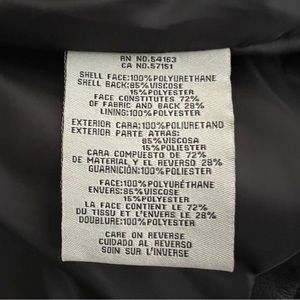 RN NO.54163
CA NO.57151
SHELL FACE:100%POLYURETHANE
SHELL BACK:85%VISCOSE
15%POLYESTER
FACE CONSTITUTES 72%
OF FABRIC AND BACK 28%
LINING:100%POLYESTER
EXTERIOR CARA:100%POLIURETANO
EXTERIOR PARTE ATRAS:
85%VISCOSA
15%POLIESTER
CARA COMPUESTO DE 72%
DE MATERIAL Y EL REVERSO 28%
GUARNICIÓN:100%POLIESTER
FACE:100%POLYURÉTHANE
ENVERS:85%VISCOSE
15%POLYESTER
LA FACE CONTIENT LE 72%
DU TISSU ET L'ENVERS LE 28%
DOUBLURE:100%POLYESTER
CARE ON REVERSE
CUIDADO AL REVERSO
SOIN SUR L'INVERSE